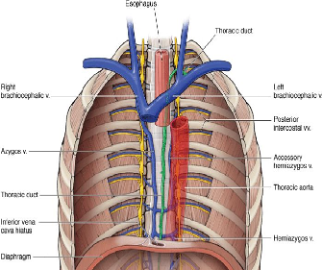 Esophagus
Thoracic duct
Right
brachiocephalic v.
Left
brachiocephalic v.
Posterior
intercostal vv.
Azygos v.
Accessory
hemiazygos v.
Thoracic duct
Thoracic aorta
Inferior vena
cava hiatus
Hemiazygos v.
Diaphragm